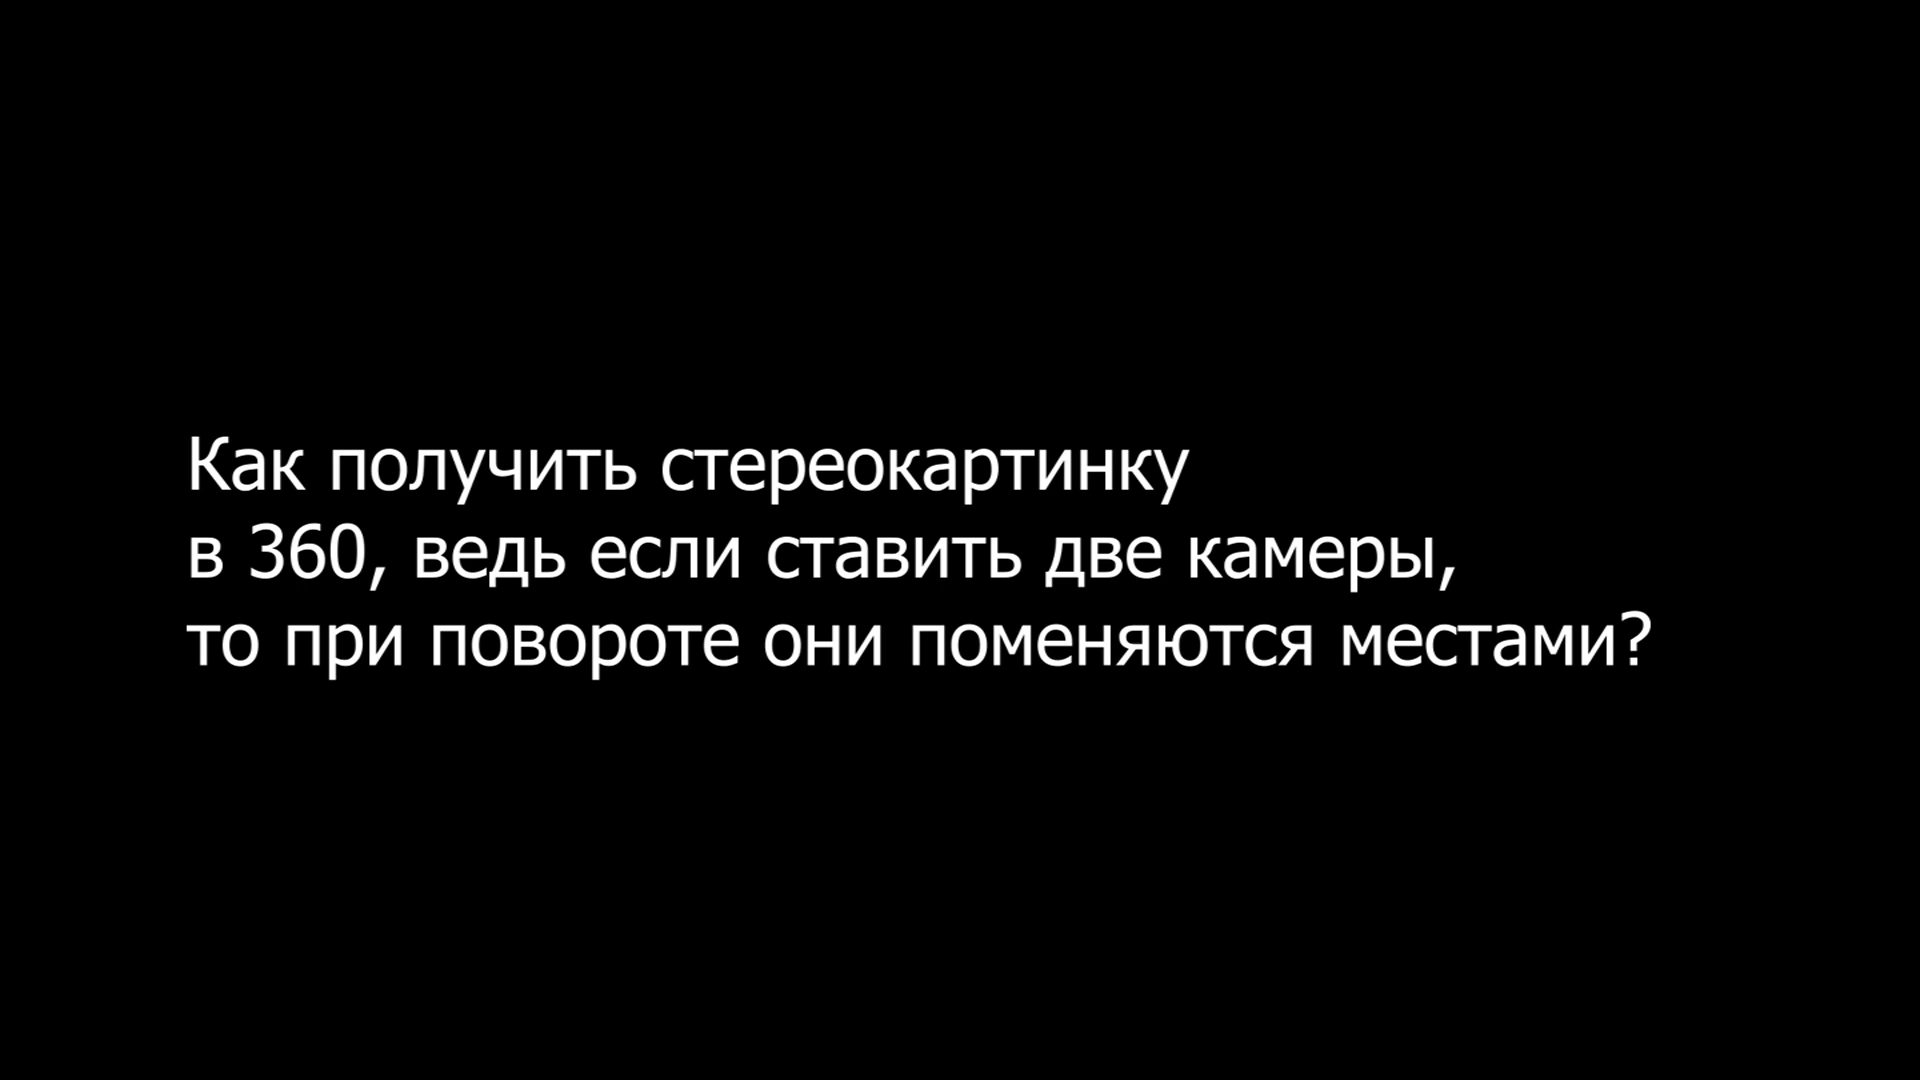 Как получить стереокартинку
в 360, ведь если ставить две камеры,
то при повороте они поменяются местами?